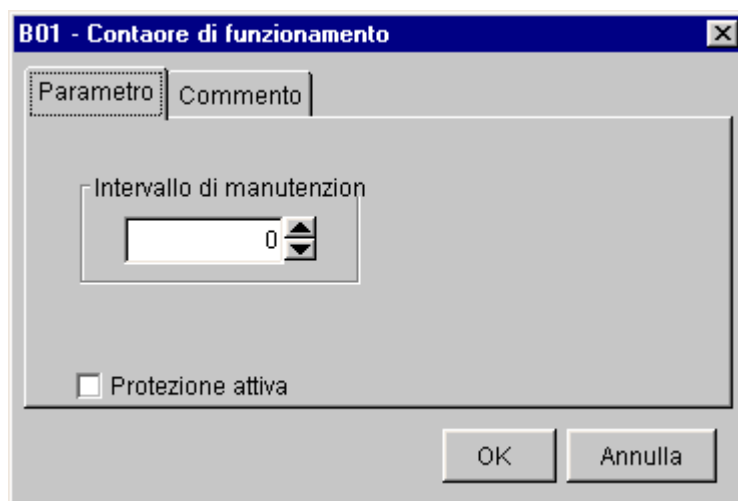 B01 - Contaore di funzionamento
Parametro
Commento
Intervallo di manutenzion
0
Protezione attiva
OK
Annulla